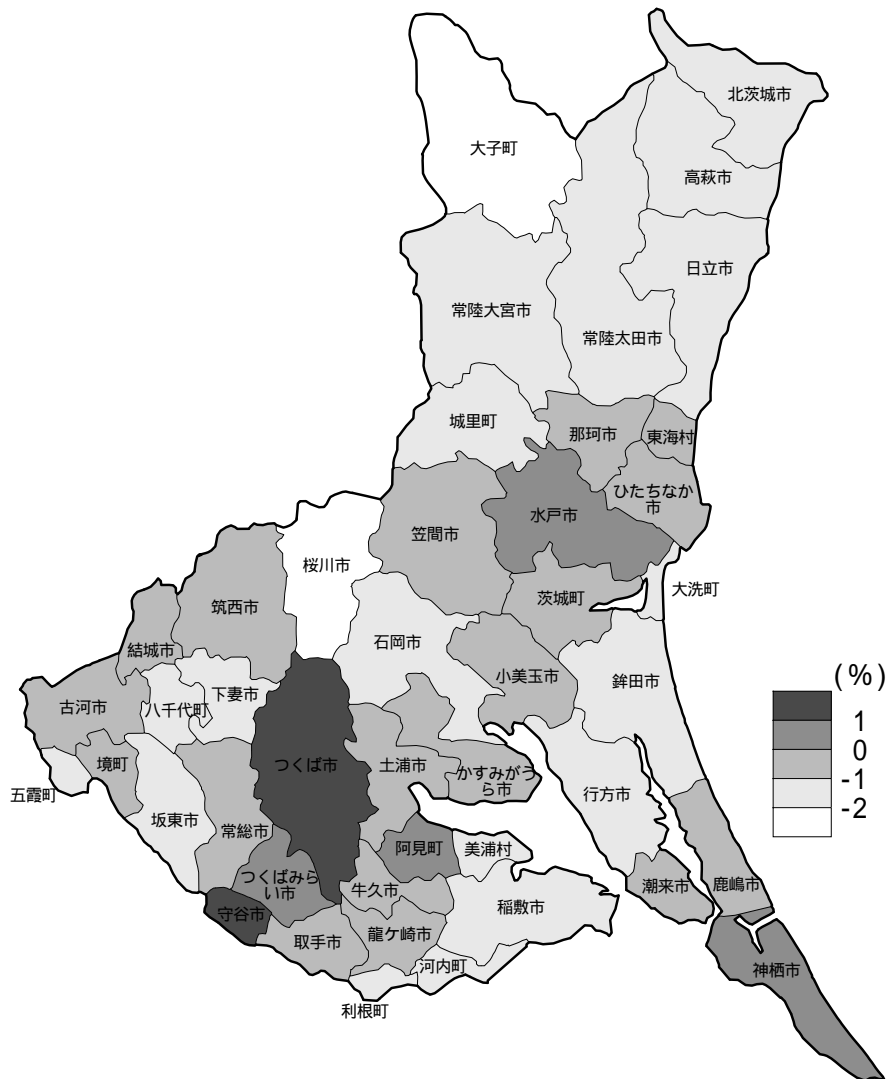 北茨城市
大子町
高萩市
日立市
常陸大宮市
常陸太田市
城里町
那珂市
東海村
ひたちなか
市
水戸市
笠間市
桜川市
大洗町
茨城町
筑西市
石岡市
結城市
小美玉市
鉾田市
(%)
下妻市
古河市
八千代町
1
0
-1
-2
つくば市
土浦市
かすみがう
ら市
境町
五霞町
行方市
坂東市
常総市
阿見町
美浦村
つくばみら
い市
牛久市
潮来市
鹿嶋市
稲敷市
守谷市
取手市
龍ケ崎市
河内町
神栖市
利根町